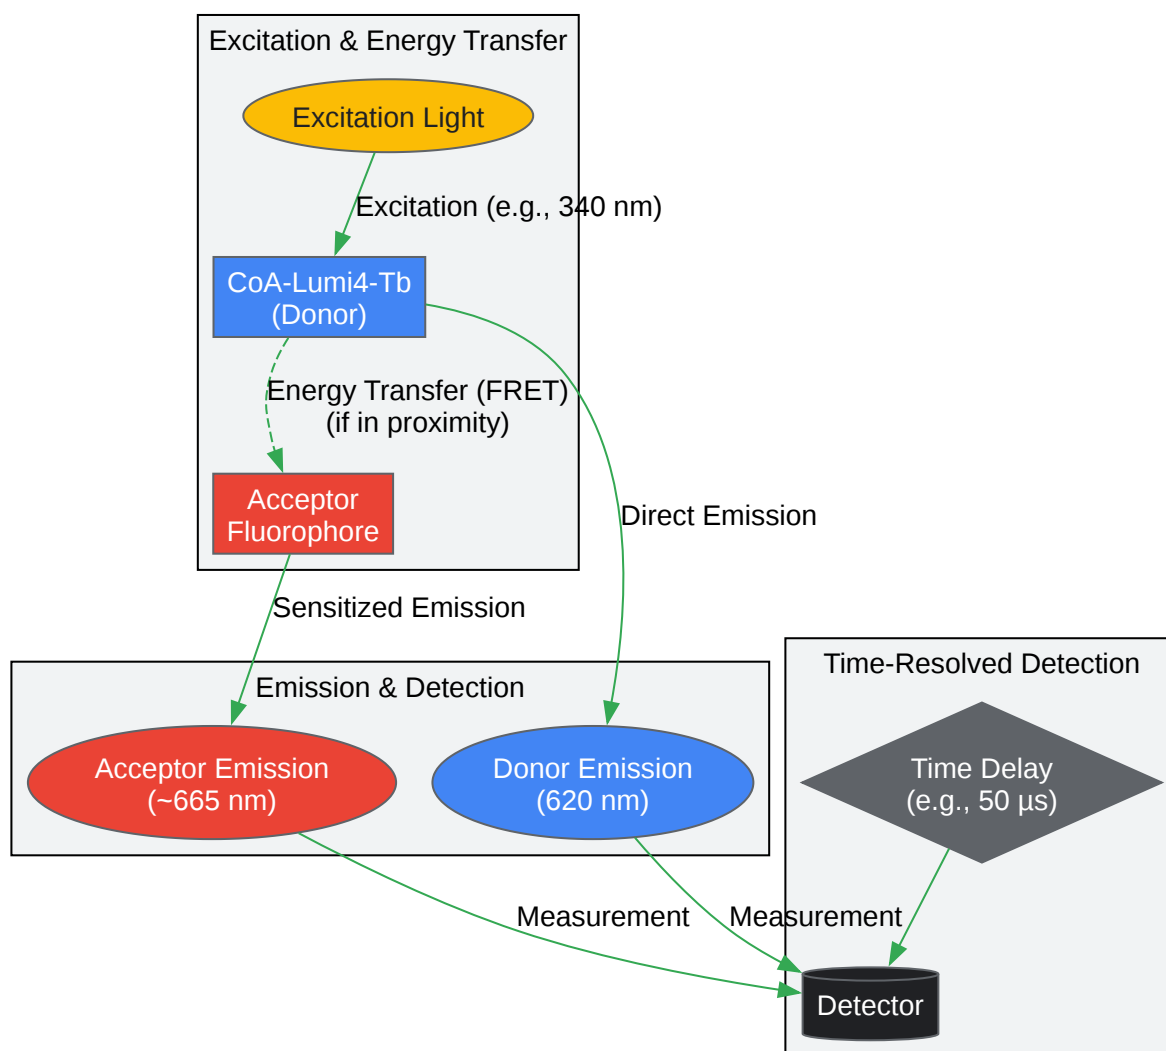 Excitation & Energy Transfer
Excitation Light
Excitation (e.g., 340 nm)
CoA-Lumi4-Tb
(Donor)
Energy Transfer (FRET)
(if in proximity)
Acceptor
Fluorophore
Direct Emission
Sensitized Emission
Emission & Detection
Time-Resolved Detection
Acceptor Emission
(~665 nm)
Donor Emission
(620 nm)
Time Delay
(e.g., 50 µs)
Measurement
Measurement
Detector